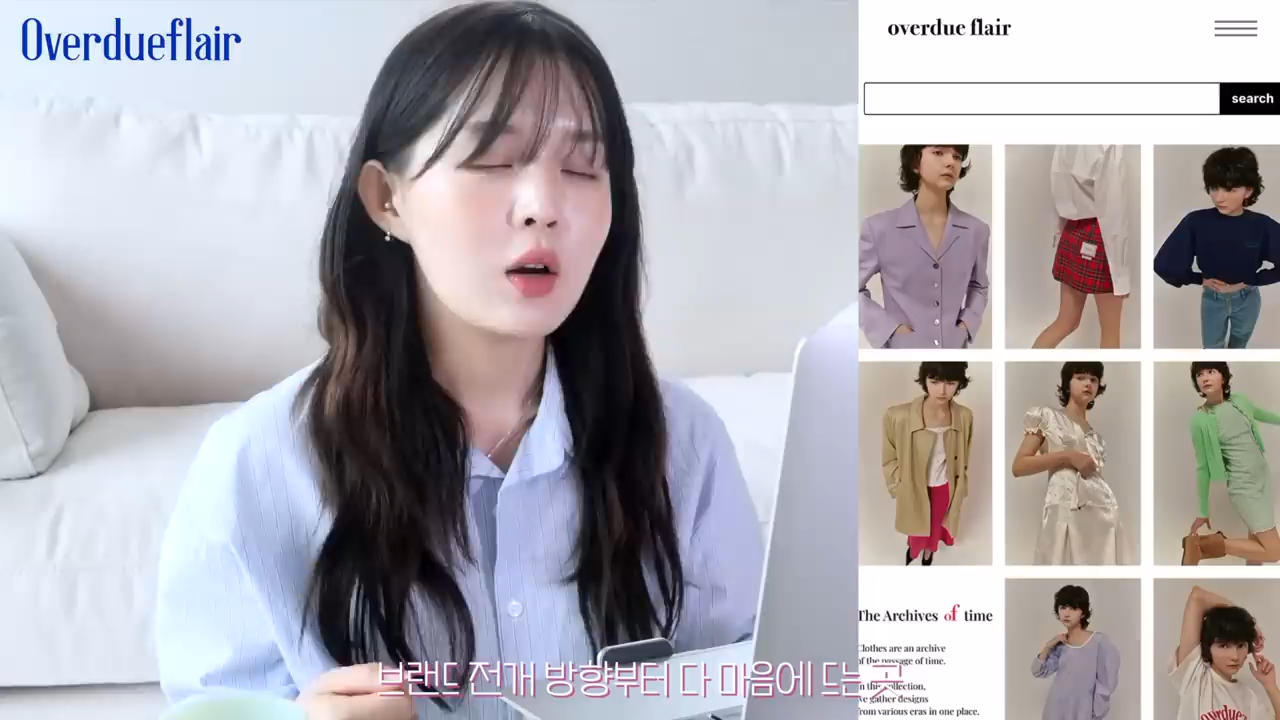 Overdueflair
overdue flair
search
The Archives of time
Clothes are an archive
of the passage of time.
In this collection,
we gather designs
from various eras in one place.
브랜드 전개 방향부터 다 마음에 드는 곳